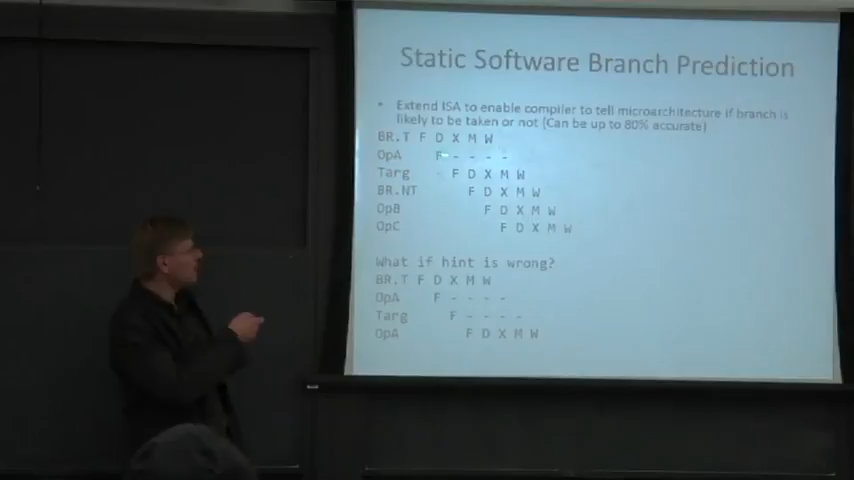 Static Software Branch Prediction
• Extend ISA to enable compiler to tell microarchitecture if branch is
likely to be taken or not (Can be up to 80% accurate)
BR.T F D X M W
OpA F - - - -
Targ F D X M W
BR.NT F D X M W
OpB F D X M W
OpC F D X M W
What if hint is wrong?
BR.T F D X M W
OpA F - - - -
Targ F - - - -
OpA F D X M W